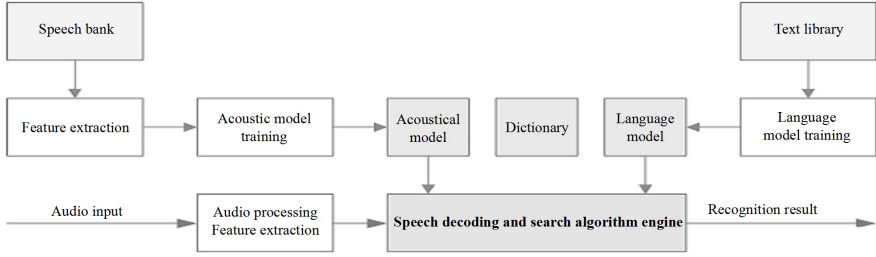 Speech bank
Text library
Feature extraction
Acoustic model
training
Acoustical
model
Dictionary
Language
model
Language
model training
Audio input
Audio processing
Feature extraction
Speech decoding and search algorithm engine
Recognition result